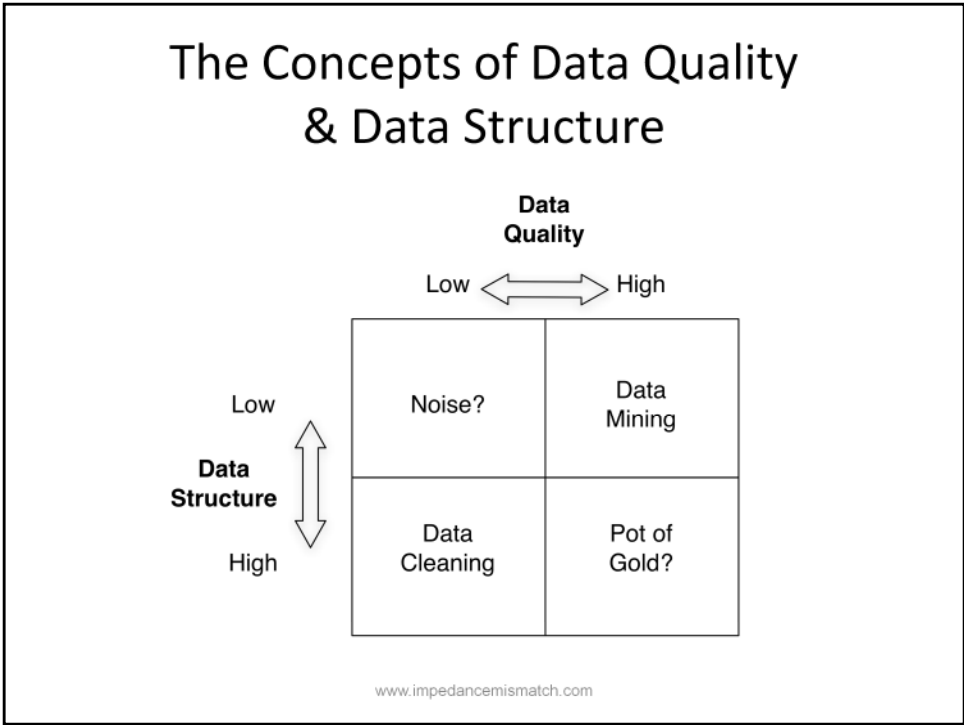 The Concepts of Data Quality
& Data Structure
Data
Quality
Low
High
Low
Noise?
Data
Mining
Data
Structure
High
Data
Cleaning
Pot of
Gold?
www.impedancemismatch.com